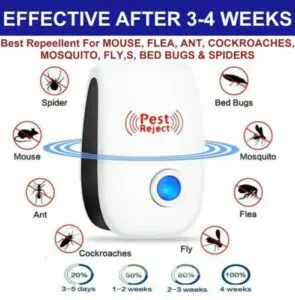 EFFECTIVE AFTER 3-4 WEEKS
Best Repeellent For MOUSE, FLEA, ANT, COCKROACHES,
MOSQUITO, FLY,S, BED BUGS & SPIDERS
Spider
Bed Bugs
Pest
Reject
Mouse
Mosquito
Ant
Flea
Cockroaches
Fly
20% 50% 80% 100%
3-5 days 1-2 weeks 2-3 weeks 4 weeks